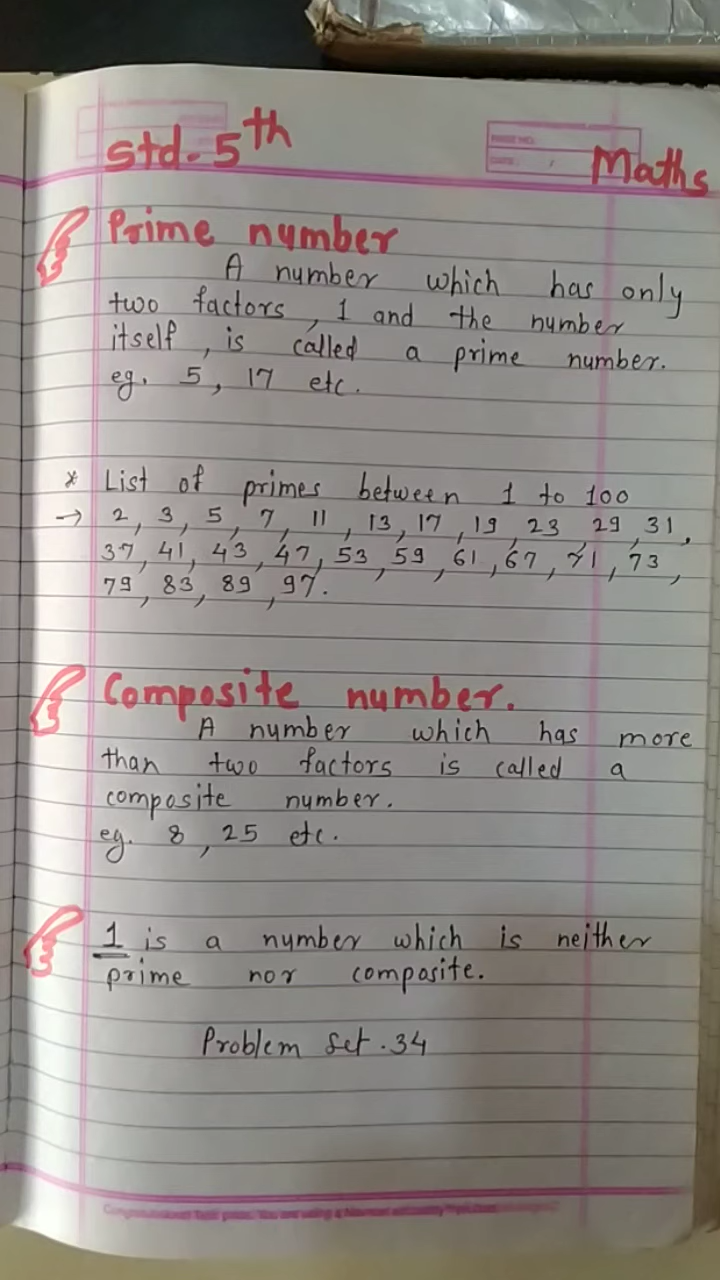 std. 5th
PAGE NO.
DATE: / 
Maths
Prime number
A number which has only
two factors, 1 and the number
itself, is called a prime number.
eg. 5, 17 etc.
* List of primes between 1 to 100
→ 2, 3, 5, 7, 11, 13, 17, 19, 23, 29, 31,
37, 41, 43, 47, 53, 59, 61, 67, 71, 73,
79, 83, 89, 97.
Composite number.
A number which has more
than two factors is called a
composite number.
eg. 8, 25 etc.
1 is a number which is neither
prime nor composite.
Problem set. 34